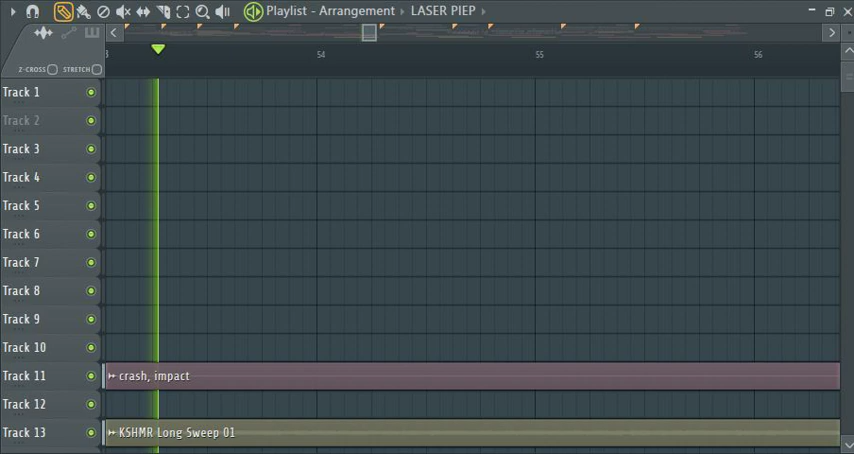 Playlist - Arrangement › LASER PIEP ›
Z-CROSS STRETCH
54 55 56
Track 1
Track 2
Track 3
Track 4
Track 5
Track 6
Track 7
Track 8
Track 9
Track 10
Track 11 crash, impact
Track 12
Track 13 KSHMR Long Sweep 01